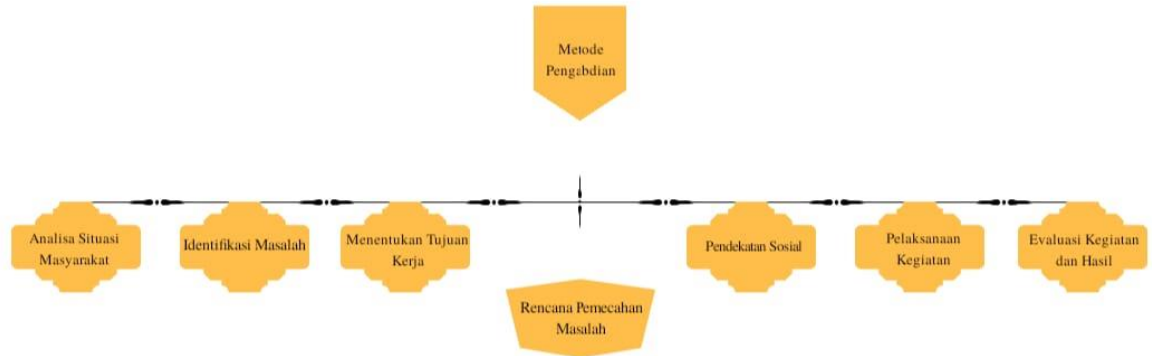 Metode
Pengabdian
Analisa Situasi
Masyarakat
Identifikasi Masalah
Menentukan Tujuan
Kerja
Rencana Pemecahan
Masalah
Pendekatan Sosial
Pelaksanaan
Kegiatan
Evaluasi Kegiatan
dan Hasil